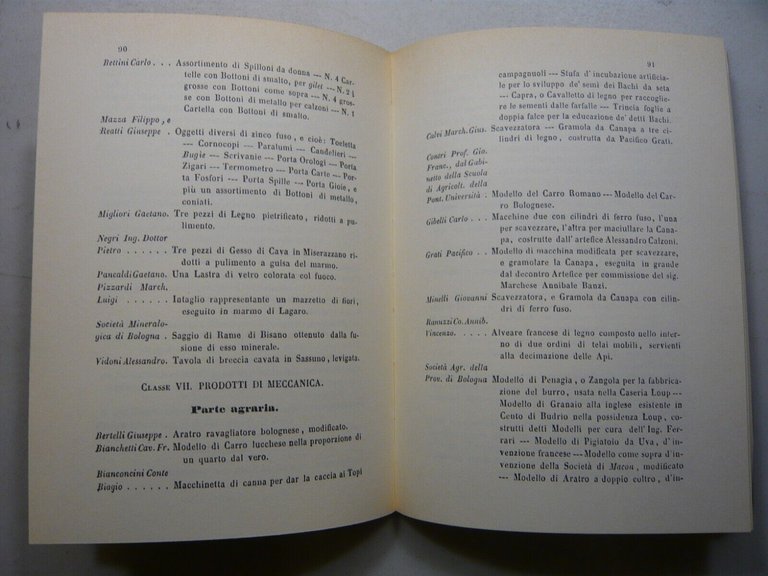 90
Bettini Carlo . . . Assortimento di Spilloni da donna — N. 4 Car-
telle con Bottoni di smalto, per gilet — N. 2 ½
grosse con Bottoni come sopra — N. 4 gros-
se con Bottoni di metallo per calzoni — N. 1
Cartella con Bottoni di smalto.
Mazza Filippo, e
Reatti Giuseppe . Oggetti diversi di zinco fuso, e cioè: Toeletta
— Cornocopi — Paralumi — Candelieri —
Bugie — Scrivanie — Porta Orologi — Porta
Zigari — Termometro — Porta Carte — Por-
ta Fosfori — Porta Spille — Porta Gioie, e
più un assortimento di Bottoni di metallo,
coniati.
Migliori Gaetano. Tre pezzi di Legno pietrificato, ridotti a pu-
limento.
Negri Ing. Dottor
Pietro . . . . . . Tre pezzi di Gesso di Cava in Miserazzano ri-
dotti a pulimento a guisa del marmo.
Pancaldi Gaetano. Una Lastra di vetro colorata col fuoco.
Pizzardi March.
Luigi . . . . . . Intaglio rappresentante un mazzetto di fiori,
eseguito in marmo di Lagaro.
Società Mineralo-
gica di Bologna . Saggio di Rame di Bisano ottenuto dalla fu-
sione di esso minerale.
Vidoni Alessandro. Tavola di breccia cavata in Sassuno, levigata.
Classe VII. PRODOTTI DI MECCANICA.
Parte agraria.
Bertelli Giuseppe . Aratro ravagliatore bolognese, modificato.
Bianchetti Cav. Fr. Modello di Carro lucchese nella proporzione di
un quarto dal vero.
Bianconcini Conte
Biagio . . . . . . Macchinetta di canna per dar la caccia ai Topi
91
campagnuoli — Stufa d'incubazione artificia-
le per lo sviluppo de' semi dei Bachi da seta
— Capra, o Cavalletto di legno per raccoglie-
re le sementi dalle farfalle — Trincia foglie a
doppia falce per la educazione de' detti Bachi.
Calvi March. Gius. Scavezzatora — Gramola da Canapa a tre ci-
lindri di legno, costrutta da Pacifico Grati.
Contri Prof. Gio.
Franc., dal Gabi-
netto della Scuola
di Agricolt. della
Pont. Università . Modello del Carro Romano — Modello del Car-
ro Bolognese.
Gibelli Carlo . . . Macchine due con cilindri di ferro fuso, l'una
per scavezzare, l'altra per maciullare la Cana-
pa, costrutte dall'artefice Alessandro Calzoni.
Grati Pacifico . . . Modello di macchina modificata per scavezzare,
e gramolare la Canapa, eseguita in grande
dal decontro Artefice per commissione del sig.
Marchese Annibale Banzi.
Minelli Giovanni Scavezzatora, e Gramola da Canapa con cilin-
dri di ferro fuso.
Ranuzzi Co. Annib.
Vincenzo. . . . . Alveare francese di legno composto nello inter-
no di due ordini di telai mobili, servienti
alla decimazione delle Api.
Società Agr. della
Prov. di Bologna Modello di Penagia, o Zangola per la fabbrica-
zione del burro, usata nella Caseria Loup —
Modello di Granaio alla inglese esistente in
Cento di Budrio nella possidenza Loup, co-
strutti detti Modelli per cura dell'Ing. Fer-
rari — Modello di Pigiatoio da Uva, d'in-
venzione francese — Modello come sopra d'in-
venzione della Società di Macon, modificato
— Modello di Aratro a doppio coltro, d'in-